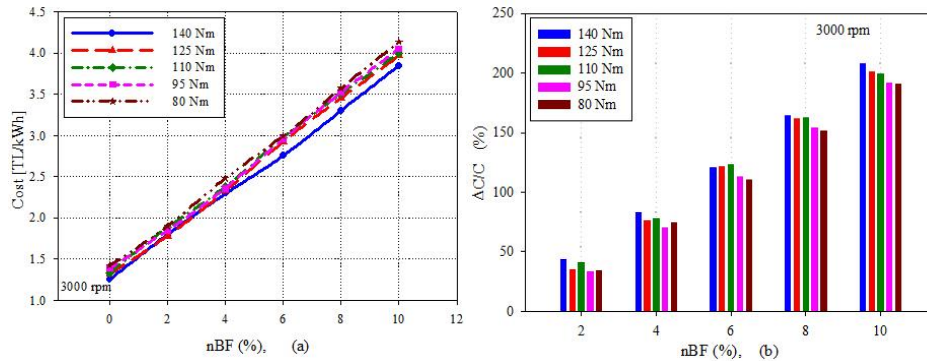 140 Nm
125 Nm
110 Nm
95 Nm
80 Nm
Cost [TL/kWh]
4.5
4.0
3.5
3.0
2.5
2.0
1.5
1.0
3000 rpm
0 2 4 6 8 10 12
nBF (%), (a)
140 Nm
125 Nm
110 Nm
95 Nm
80 Nm
3000 rpm
ΔC/C (%)
250
200
150
100
50
0
2 4 6 8 10
nBF (%), (b)